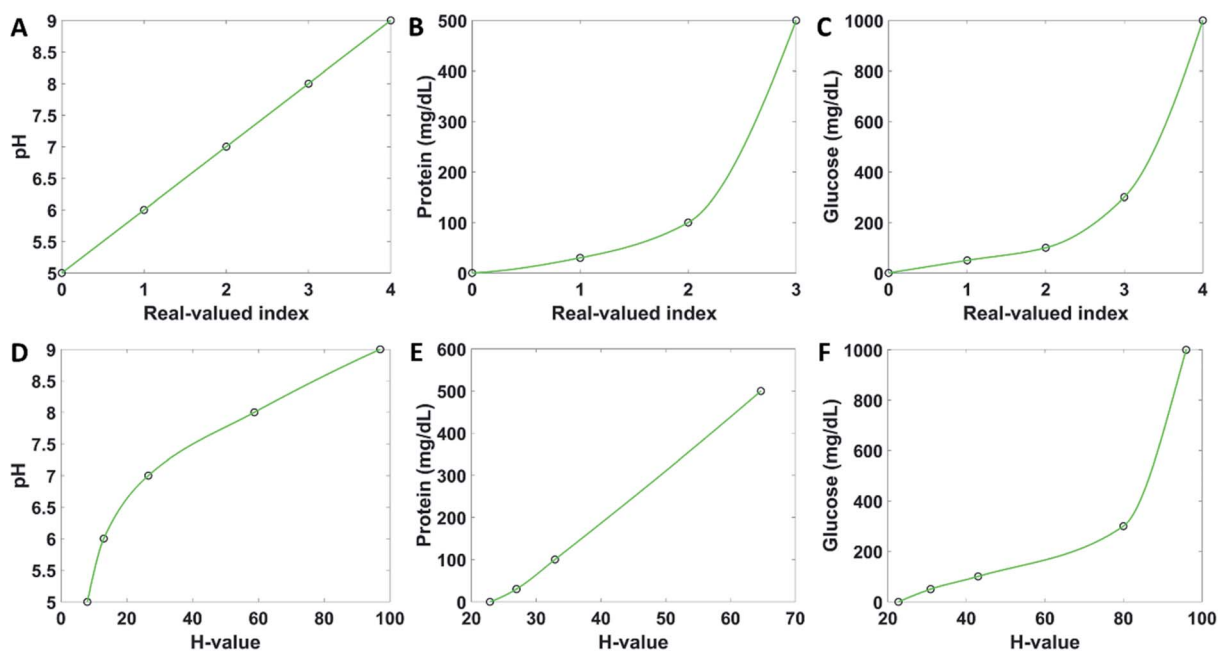 A
9
8.5
8
7.5
7
6.5
6
5.5
5
pH
0 1 2 3 4
Real-valued index
B
500
400
300
200
100
0
Protein (mg/dL)
0 1 2 3
Real-valued index
C
1000
800
600
400
200
0
Glucose (mg/dL)
0 1 2 3 4
Real-valued index
D
9
8.5
8
7.5
7
6.5
6
5.5
5
pH
0 20 40 60 80 100
H-value
E
600
500
400
300
200
100
0
Protein (mg/dL)
20 30 40 50 60 70
H-value
F
1000
800
600
400
200
0
Glucose (mg/dL)
20 40 60 80 100
H-value